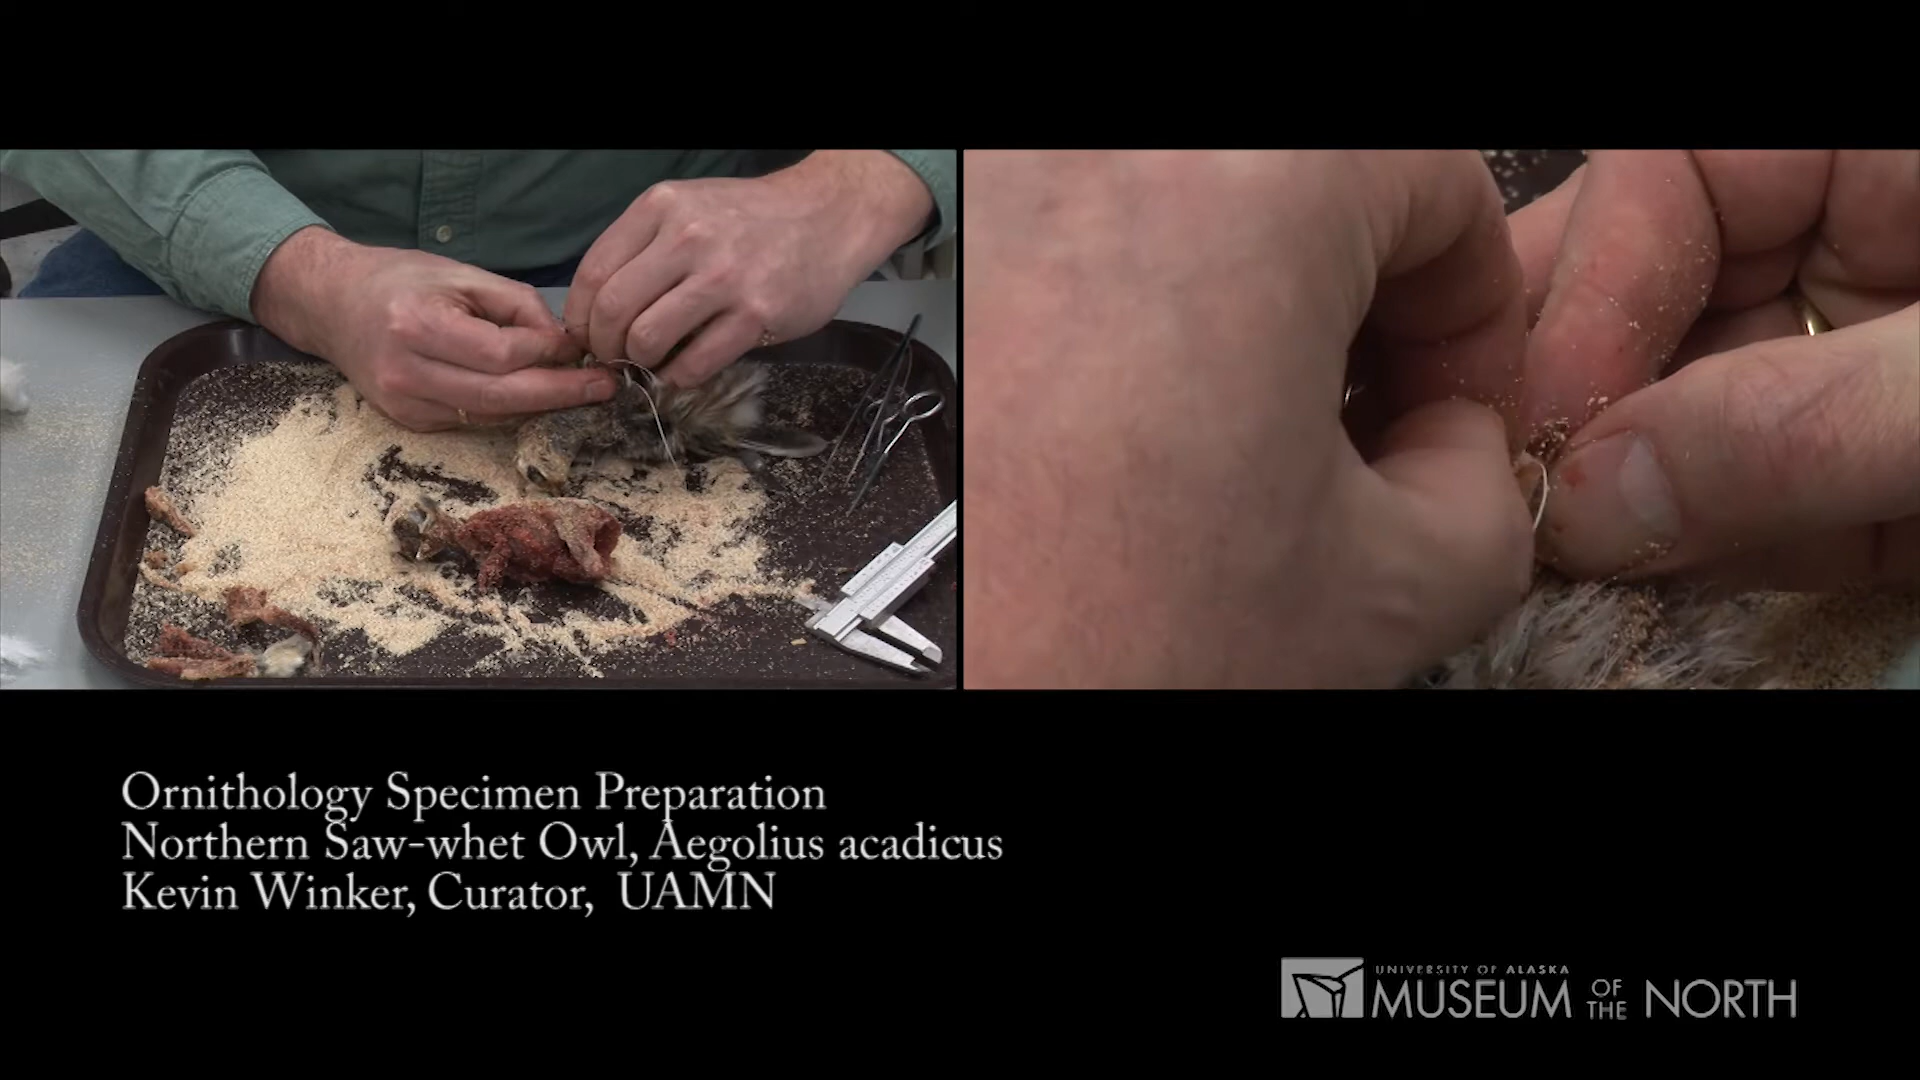 Ornithology Specimen Preparation
Northern Saw-whet Owl, Aegolius acadicus
Kevin Winker, Curator, UAMN
UNIVERSITY OF ALASKA
MUSEUM OF THE NORTH